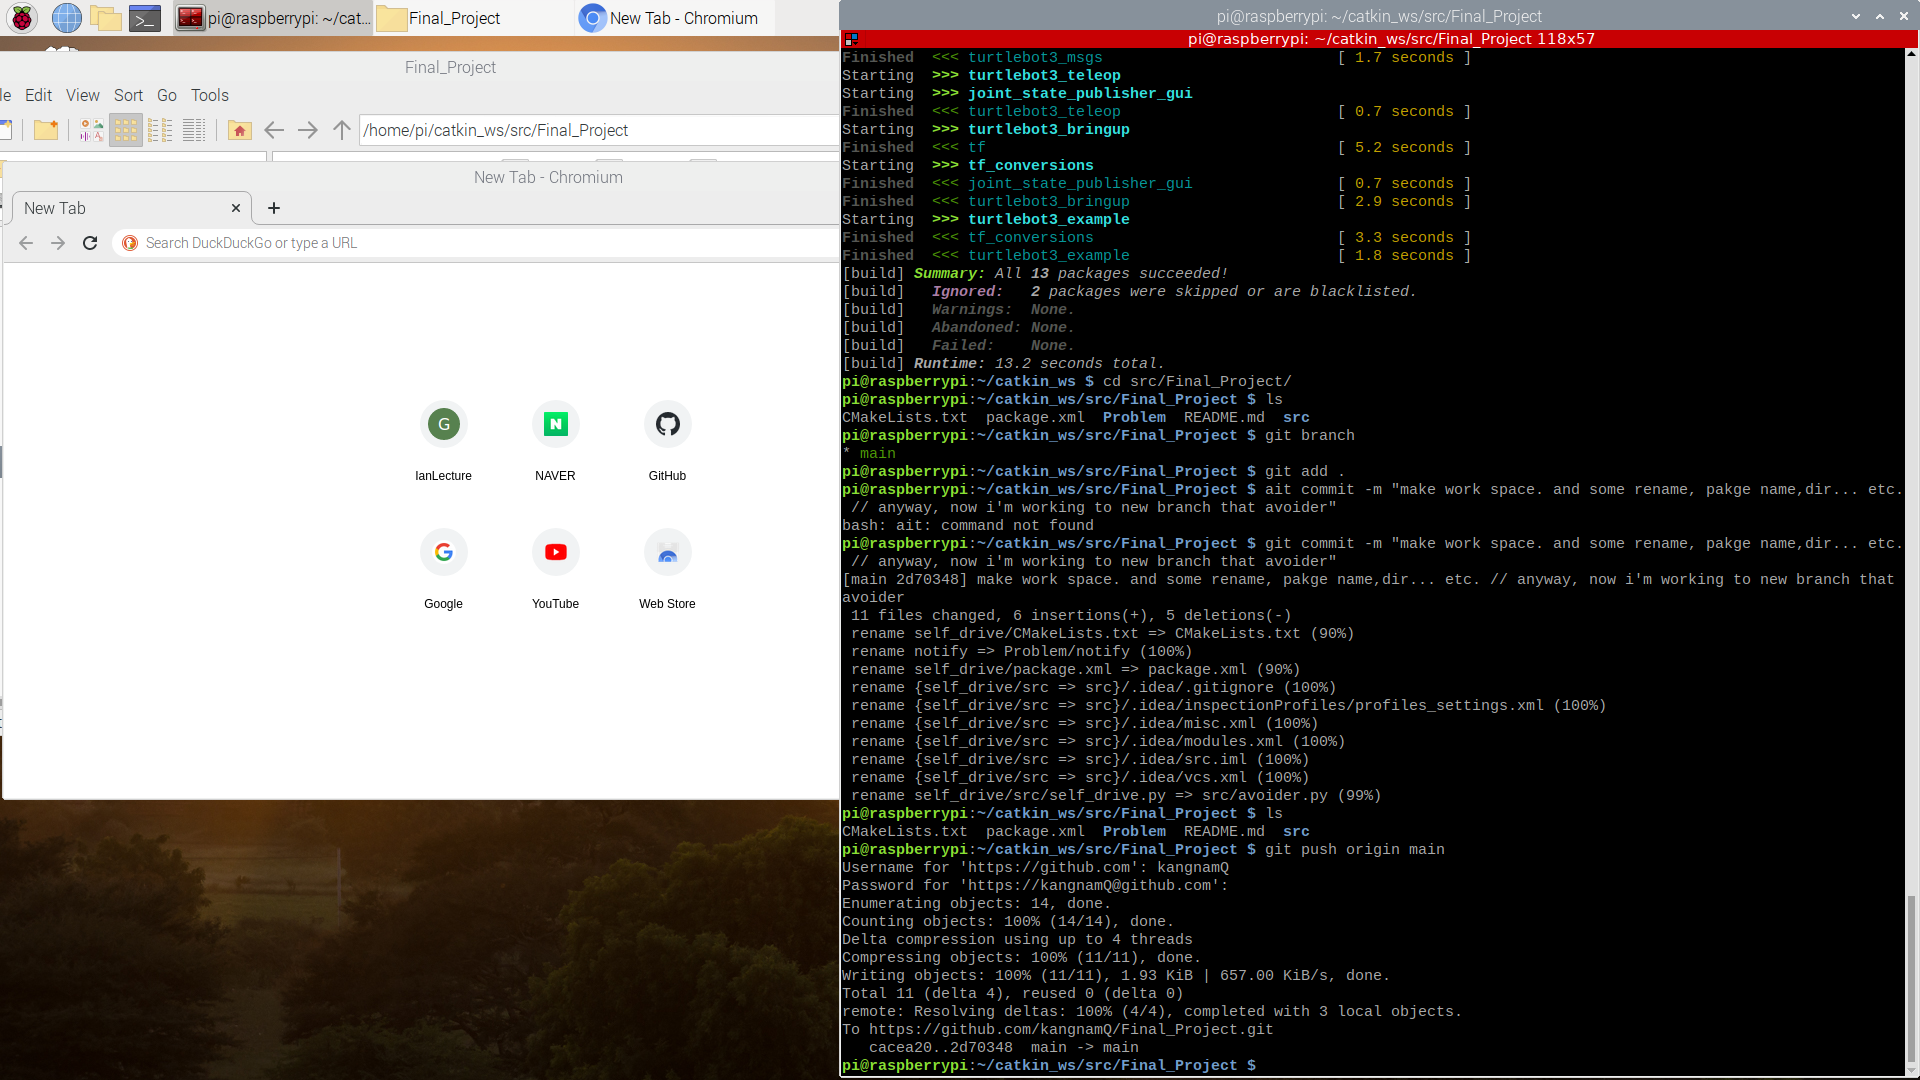 pi@raspberrypi: ~/cat...
Final_Project
New Tab - Chromium
Final_Project
le Edit View Sort Go Tools
/home/pi/catkin_ws/src/Final_Project
New Tab - Chromium
New Tab
Search DuckDuckGo or type a URL
G
IanLecture
NAVER
GitHub
Google
YouTube
Web Store
pi@raspberrypi: ~/catkin_ws/src/Final_Project
pi@raspberrypi: ~/catkin_ws/src/Final_Project 118x57
Finished  <<< turtlebot3_msgs                          [ 1.7 seconds ]
Starting  >>> turtlebot3_teleop
Starting  >>> joint_state_publisher_gui
Finished  <<< turtlebot3_teleop                        [ 0.7 seconds ]
Starting  >>> turtlebot3_bringup
Finished  <<< tf                                       [ 5.2 seconds ]
Starting  >>> tf_conversions
Finished  <<< joint_state_publisher_gui                [ 0.7 seconds ]
Finished  <<< turtlebot3_bringup                       [ 2.9 seconds ]
Starting  >>> turtlebot3_example
Finished  <<< tf_conversions                           [ 3.3 seconds ]
Finished  <<< turtlebot3_example                       [ 1.8 seconds ]
[build] Summary: All 13 packages succeeded!
[build]   Ignored:   2 packages were skipped or are blacklisted.
[build]   Warnings:  None.
[build]   Abandoned: None.
[build]   Failed:    None.
[build] Runtime: 13.2 seconds total.
pi@raspberrypi:~/catkin_ws $ cd src/Final_Project/
pi@raspberrypi:~/catkin_ws/src/Final_Project $ ls
CMakeLists.txt  package.xml  Problem  README.md  src
pi@raspberrypi:~/catkin_ws/src/Final_Project $ git branch
* main
pi@raspberrypi:~/catkin_ws/src/Final_Project $ git add .
pi@raspberrypi:~/catkin_ws/src/Final_Project $ ait commit -m "make work space. and some rename, pakge name,dir... etc.
 // anyway, now i'm working to new branch that avoider"
bash: ait: command not found
pi@raspberrypi:~/catkin_ws/src/Final_Project $ git commit -m "make work space. and some rename, pakge name,dir... etc.
 // anyway, now i'm working to new branch that avoider"
[main 2d70348] make work space. and some rename, pakge name,dir... etc. // anyway, now i'm working to new branch that
avoider
 11 files changed, 6 insertions(+), 5 deletions(-)
 rename self_drive/CMakeLists.txt => CMakeLists.txt (90%)
 rename notify => Problem/notify (100%)
 rename self_drive/package.xml => package.xml (90%)
 rename {self_drive/src => src}/.idea/.gitignore (100%)
 rename {self_drive/src => src}/.idea/inspectionProfiles/profiles_settings.xml (100%)
 rename {self_drive/src => src}/.idea/misc.xml (100%)
 rename {self_drive/src => src}/.idea/modules.xml (100%)
 rename {self_drive/src => src}/.idea/src.iml (100%)
 rename {self_drive/src => src}/.idea/vcs.xml (100%)
 rename self_drive/src/self_drive.py => src/avoider.py (99%)
pi@raspberrypi:~/catkin_ws/src/Final_Project $ ls
CMakeLists.txt  package.xml  Problem  README.md  src
pi@raspberrypi:~/catkin_ws/src/Final_Project $ git push origin main
Username for 'https://github.com': kangnamQ
Password for 'https://kangnamQ@github.com':
Enumerating objects: 14, done.
Counting objects: 100% (14/14), done.
Delta compression using up to 4 threads
Compressing objects: 100% (11/11), done.
Writing objects: 100% (11/11), 1.93 KiB | 657.00 KiB/s, done.
Total 11 (delta 4), reused 0 (delta 0)
remote: Resolving deltas: 100% (4/4), completed with 3 local objects.
To https://github.com/kangnamQ/Final_Project.git
   cacea20..2d70348  main -> main
pi@raspberrypi:~/catkin_ws/src/Final_Project $